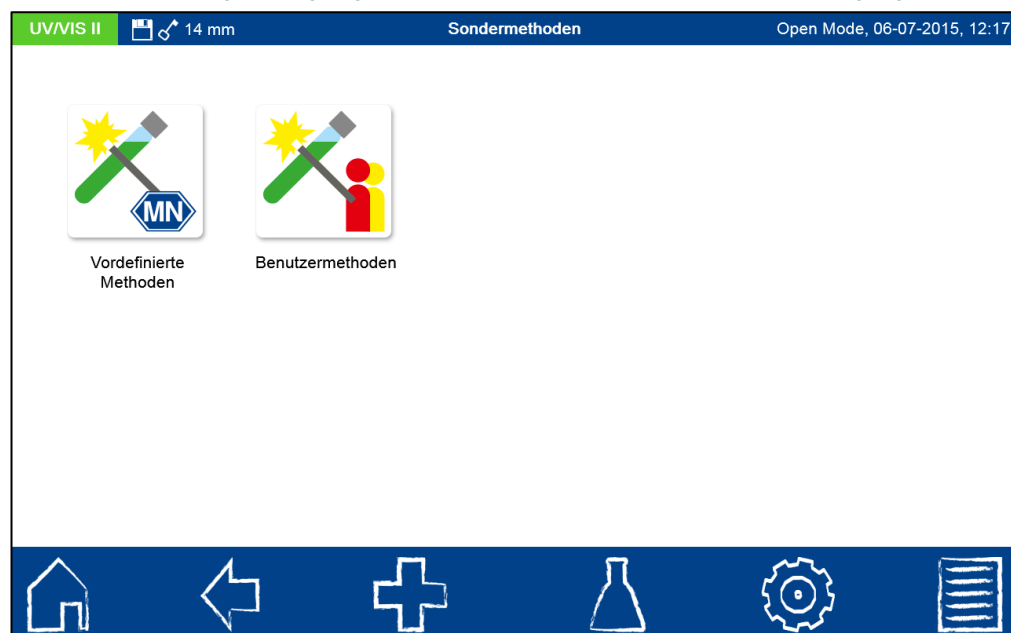 UV/VIS II 14 mm Sondermethoden Open Mode, 06-07-2015, 12:17
MN
Vordefinierte
Methoden
Benutzermethoden